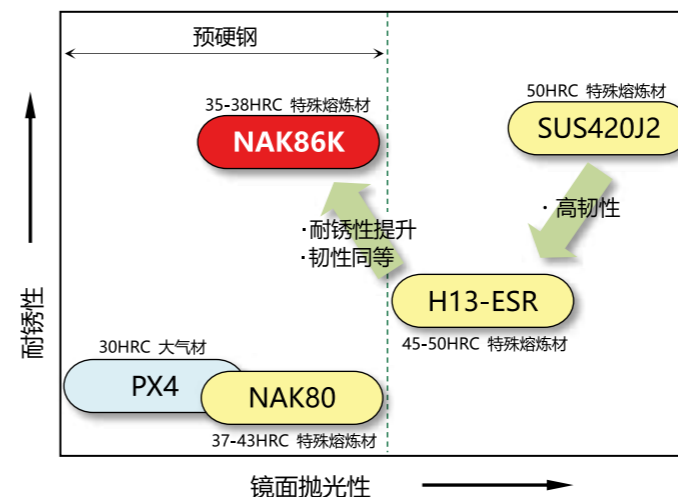 预硬钢
35-38HRC 特殊熔炼材
NAK86K
50HRC 特殊熔炼材
SUS420J2
·高韧性
·耐锈性提升
·韧性同等
H13-ESR
45-50HRC 特殊熔炼材
30HRC 大气材
PX4
NAK80
37-43HRC 特殊熔炼材
耐锈性
镜面抛光性